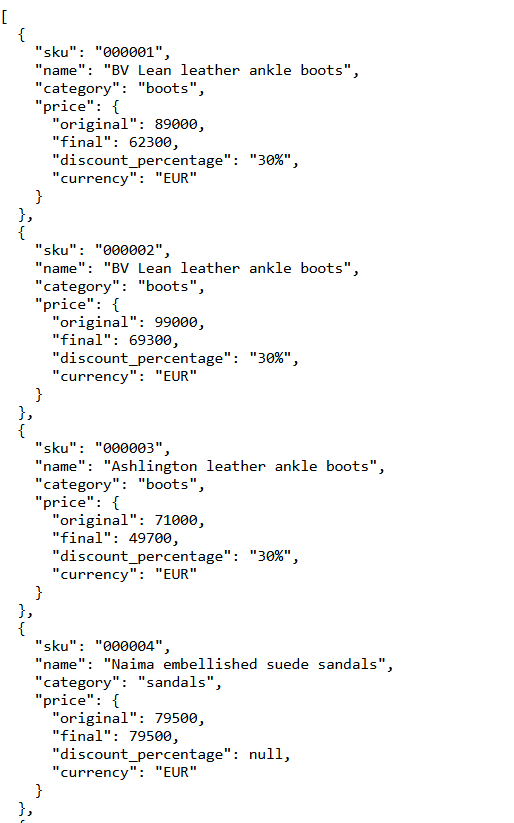 [
  {
    "sku": "000001",
    "name": "BV Lean leather ankle boots",
    "category": "boots",
    "price": {
      "original": 89000,
      "final": 62300,
      "discount_percentage": "30%",
      "currency": "EUR"
    }
  },
  {
    "sku": "000002",
    "name": "BV Lean leather ankle boots",
    "category": "boots",
    "price": {
      "original": 99000,
      "final": 69300,
      "discount_percentage": "30%",
      "currency": "EUR"
    }
  },
  {
    "sku": "000003",
    "name": "Ashlington leather ankle boots",
    "category": "boots",
    "price": {
      "original": 71000,
      "final": 49700,
      "discount_percentage": "30%",
      "currency": "EUR"
    }
  },
  {
    "sku": "000004",
    "name": "Naima embellished suede sandals",
    "category": "sandals",
    "price": {
      "original": 79500,
      "final": 79500,
      "discount_percentage": null,
      "currency": "EUR"
    }
  },